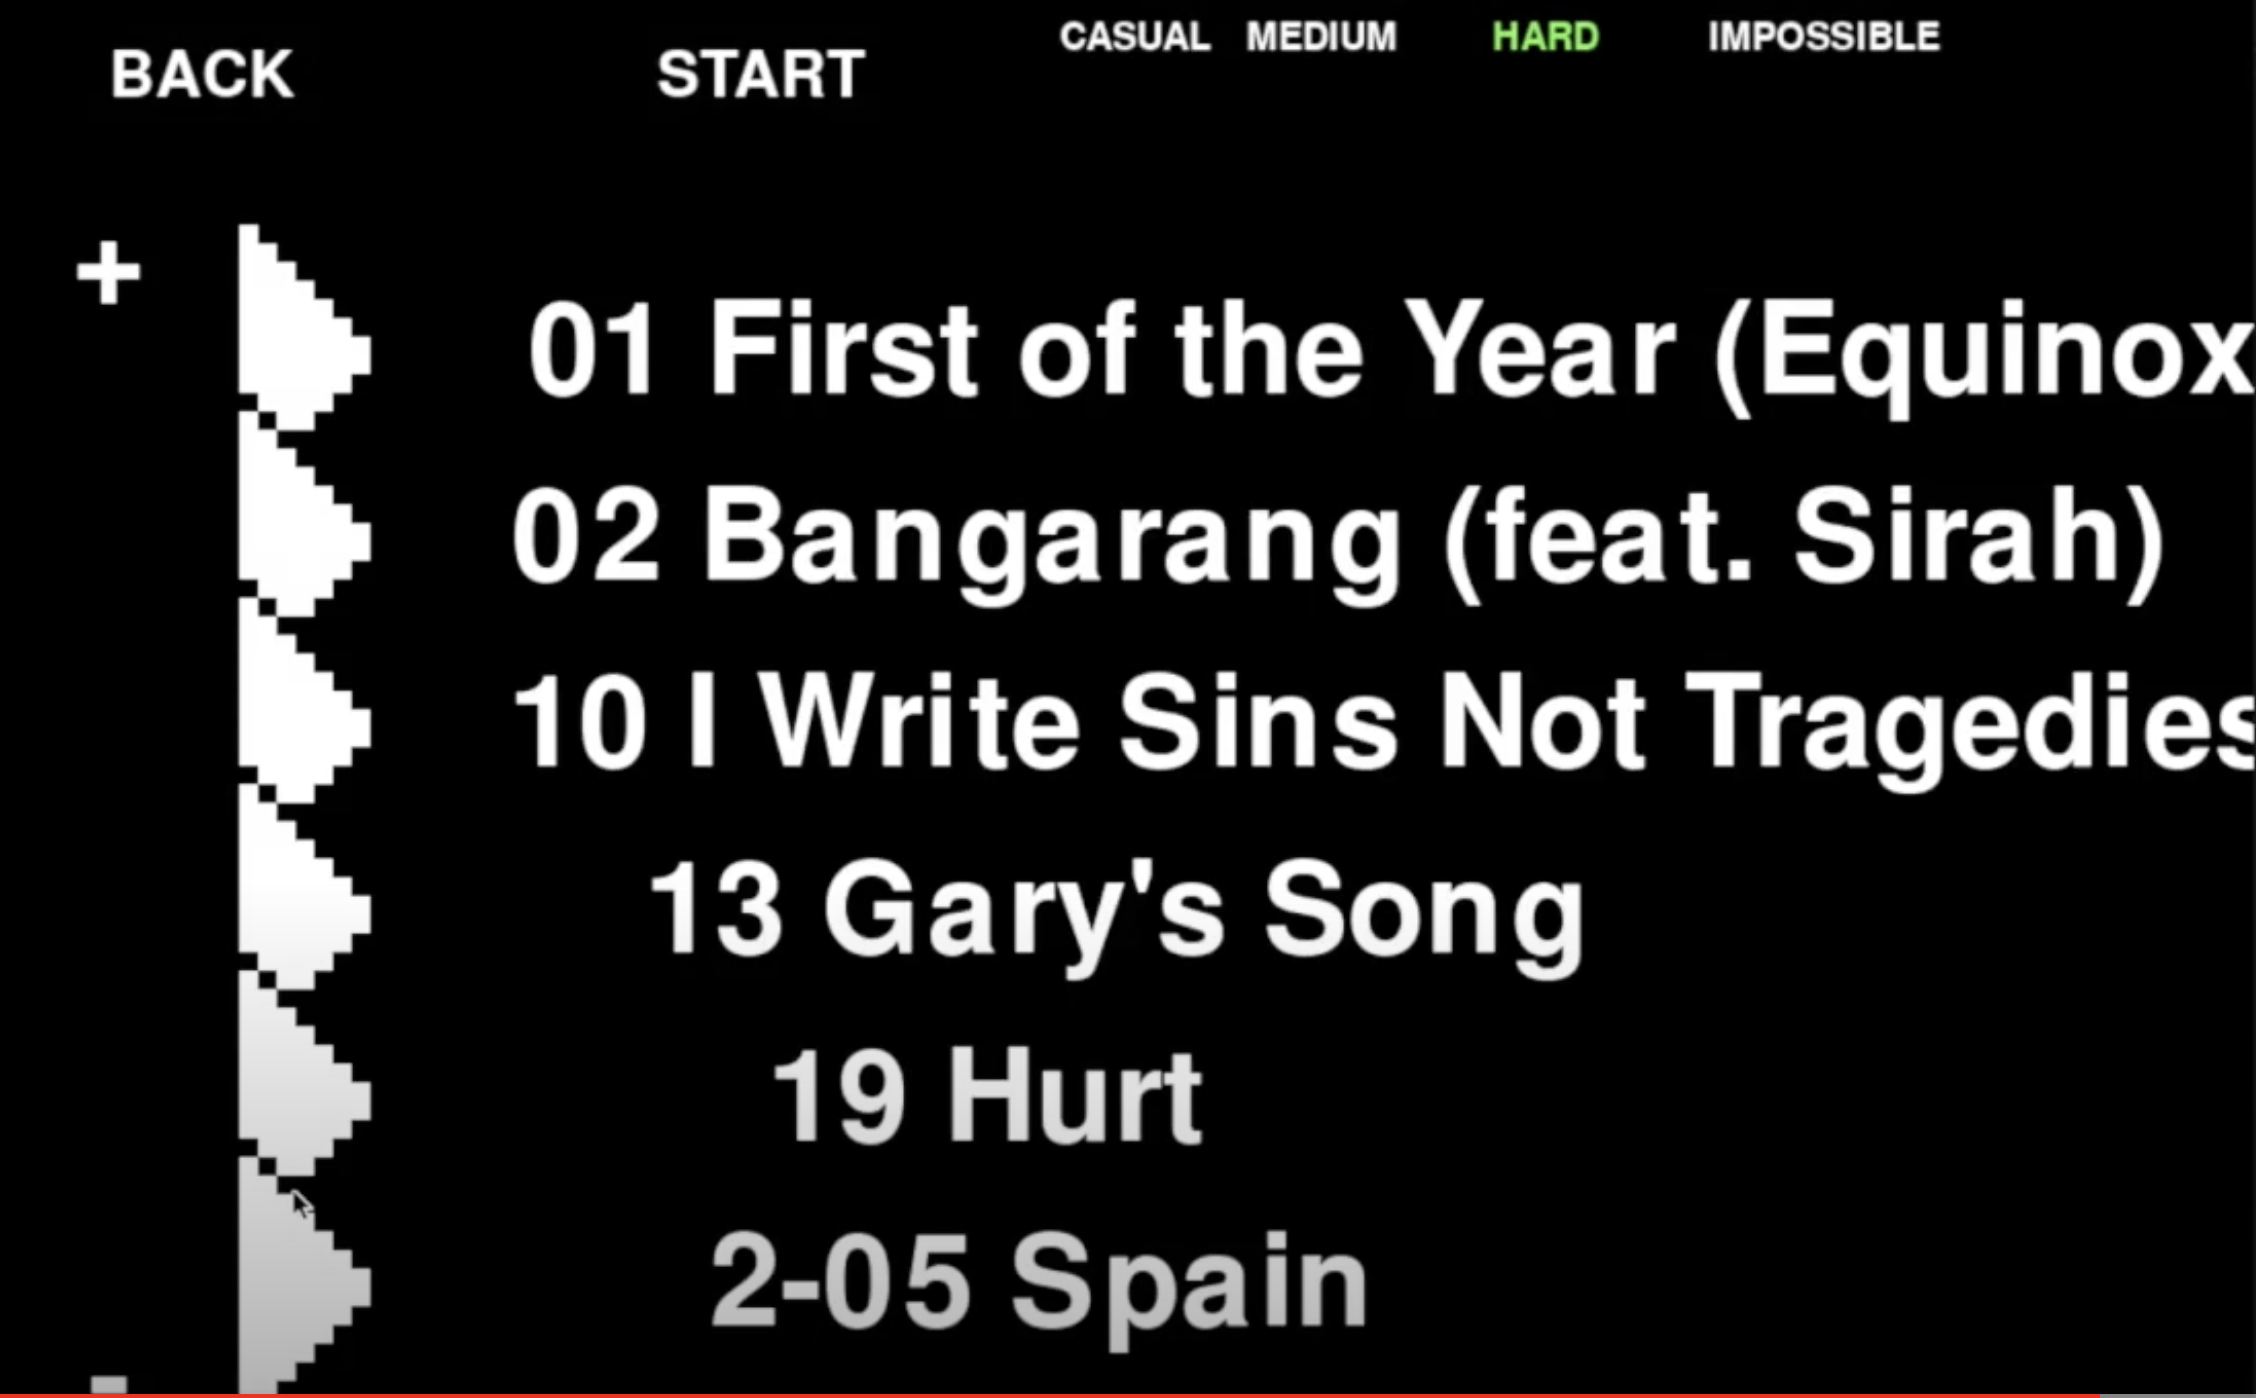 BACK START CASUAL MEDIUM HARD IMPOSSIBLE
+
01 First of the Year (Equinox
02 Bangarang (feat. Sirah)
10 I Write Sins Not Tragedies
13 Gary's Song
19 Hurt
2-05 Spain
-